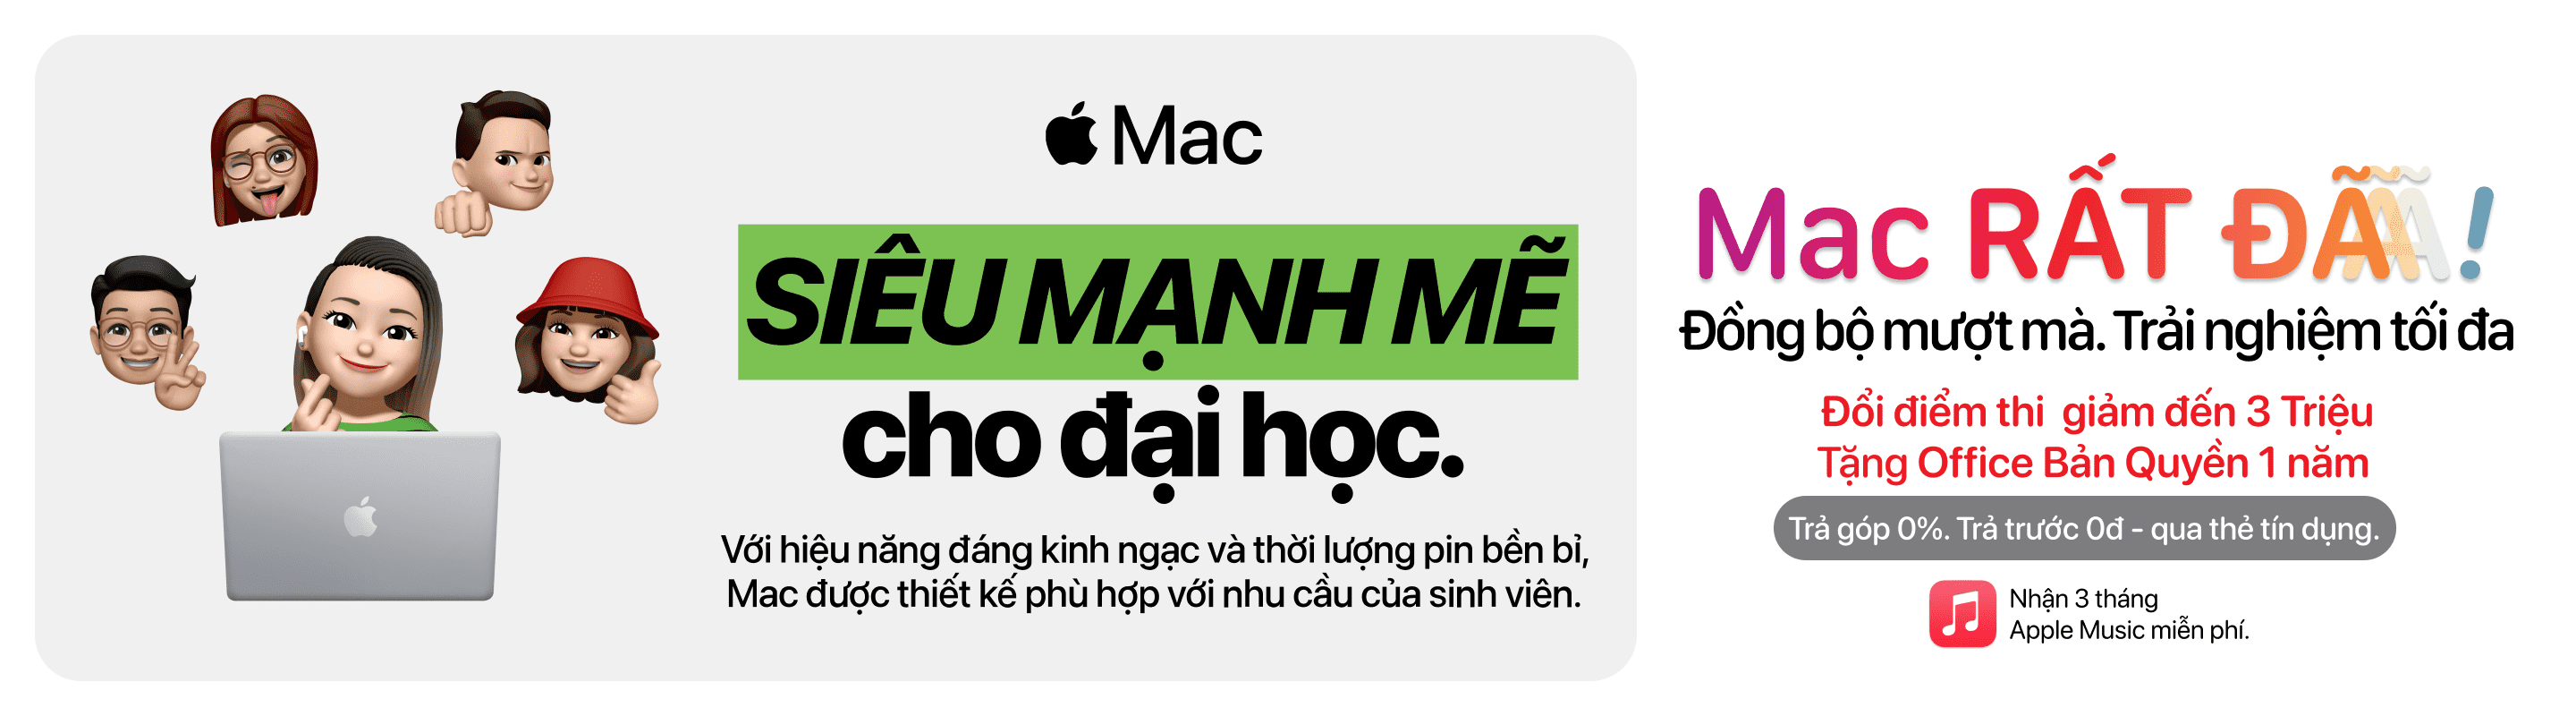 Mac
SIÊU MẠNH MẼ
cho đại học.
Với hiệu năng đáng kinh ngạc và thời lượng pin bền bỉ,
Mac được thiết kế phù hợp với nhu cầu của sinh viên.
Mac RẤT ĐÃÃÃ!
Đồng bộ mượt mà. Trải nghiệm tối đa
Đổi điểm thi giảm đến 3 Triệu
Tặng Office Bản Quyền 1 năm
Trả góp 0%. Trả trước 0đ - qua thẻ tín dụng.
Nhận 3 tháng
Apple Music miễn phí.